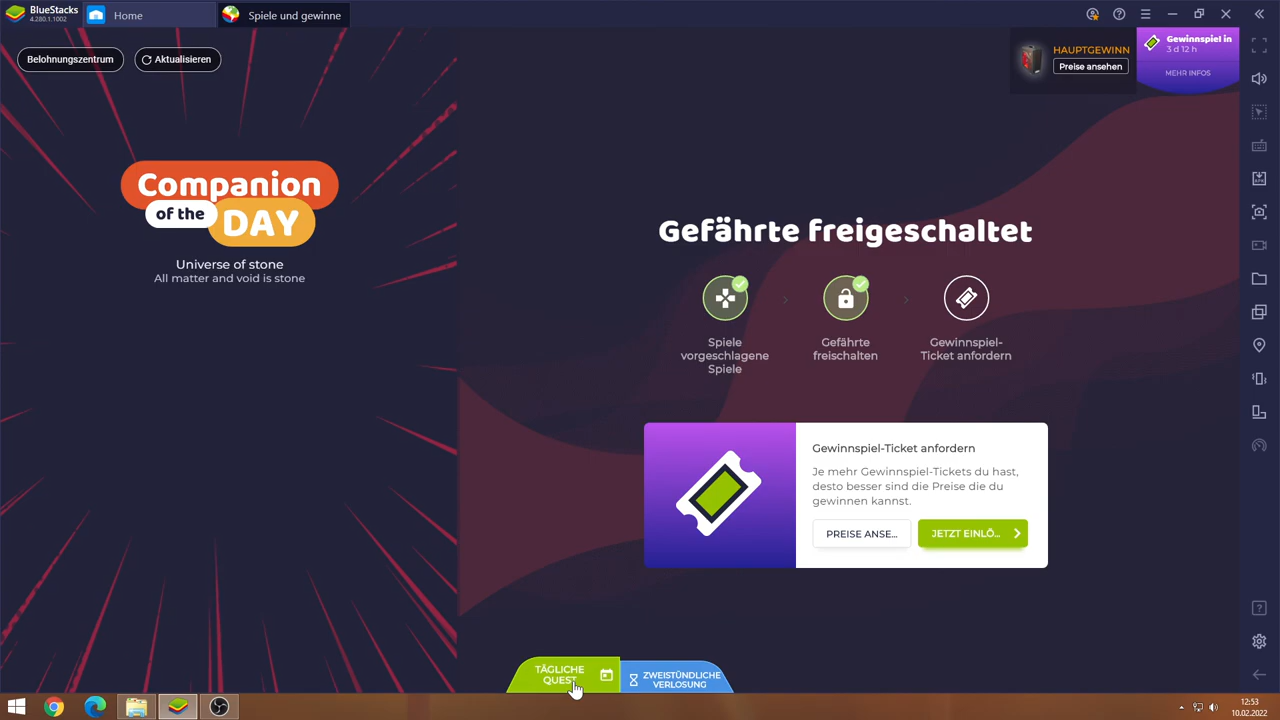 BlueStacks
4.280.1.1002
Home
Spiele und gewinne
Belohnungszentrum
Aktualisieren
HAUPTGEWINN
Preise ansehen
Gewinnspiel in
3 d 12 h
MEHR INFOS
Companion
of the
DAY
Universe of stone
All matter and void is stone
Gefährte freigeschaltet
Spiele
vorgeschlagene
Spiele
Gefährte
freischalten
Gewinnspiel-
Ticket anfordern
Gewinnspiel-Ticket anfordern
Je mehr Gewinnspiel-Tickets du hast,
desto besser sind die Preise die du
gewinnen kannst.
PREISE ANSE...
JETZT EINLÖ...
TÄGLICHE
QUEST
ZWEISTÜNDLICHE
VERLOSUNG
12:53
10.02.2022